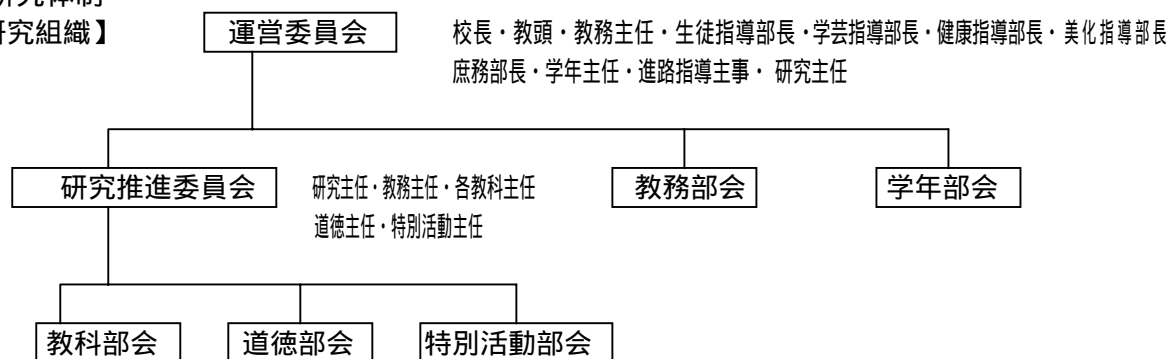 研究組織】
運営委員会 校長・教頭・教務主任・生徒指導部長・学芸指導部長・健康指導部長・美化指導部長
庶務部長・学年主任・進路指導主事・ 研究主任
研究推進委員会 研究主任・教務主任・各教科主任 教務部会 学年部会
道徳主任・特別活動主任
教科部会 道徳部会 特別活動部会